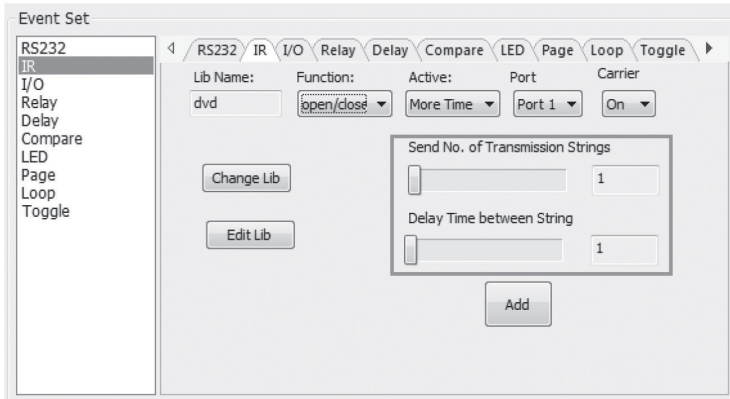 Event Set
RS232
IR
I/O
Relay
Delay
Compare
LED
Page
Loop
Toggle
RS232 IR I/O Relay Delay Compare LED Page Loop Toggle
Lib Name: Function: Active: Port Carrier
dvd open/close More Time Port 1 On
Send No. of Transmission Strings
Change Lib 1
Delay Time between String
Edit Lib 1
Add